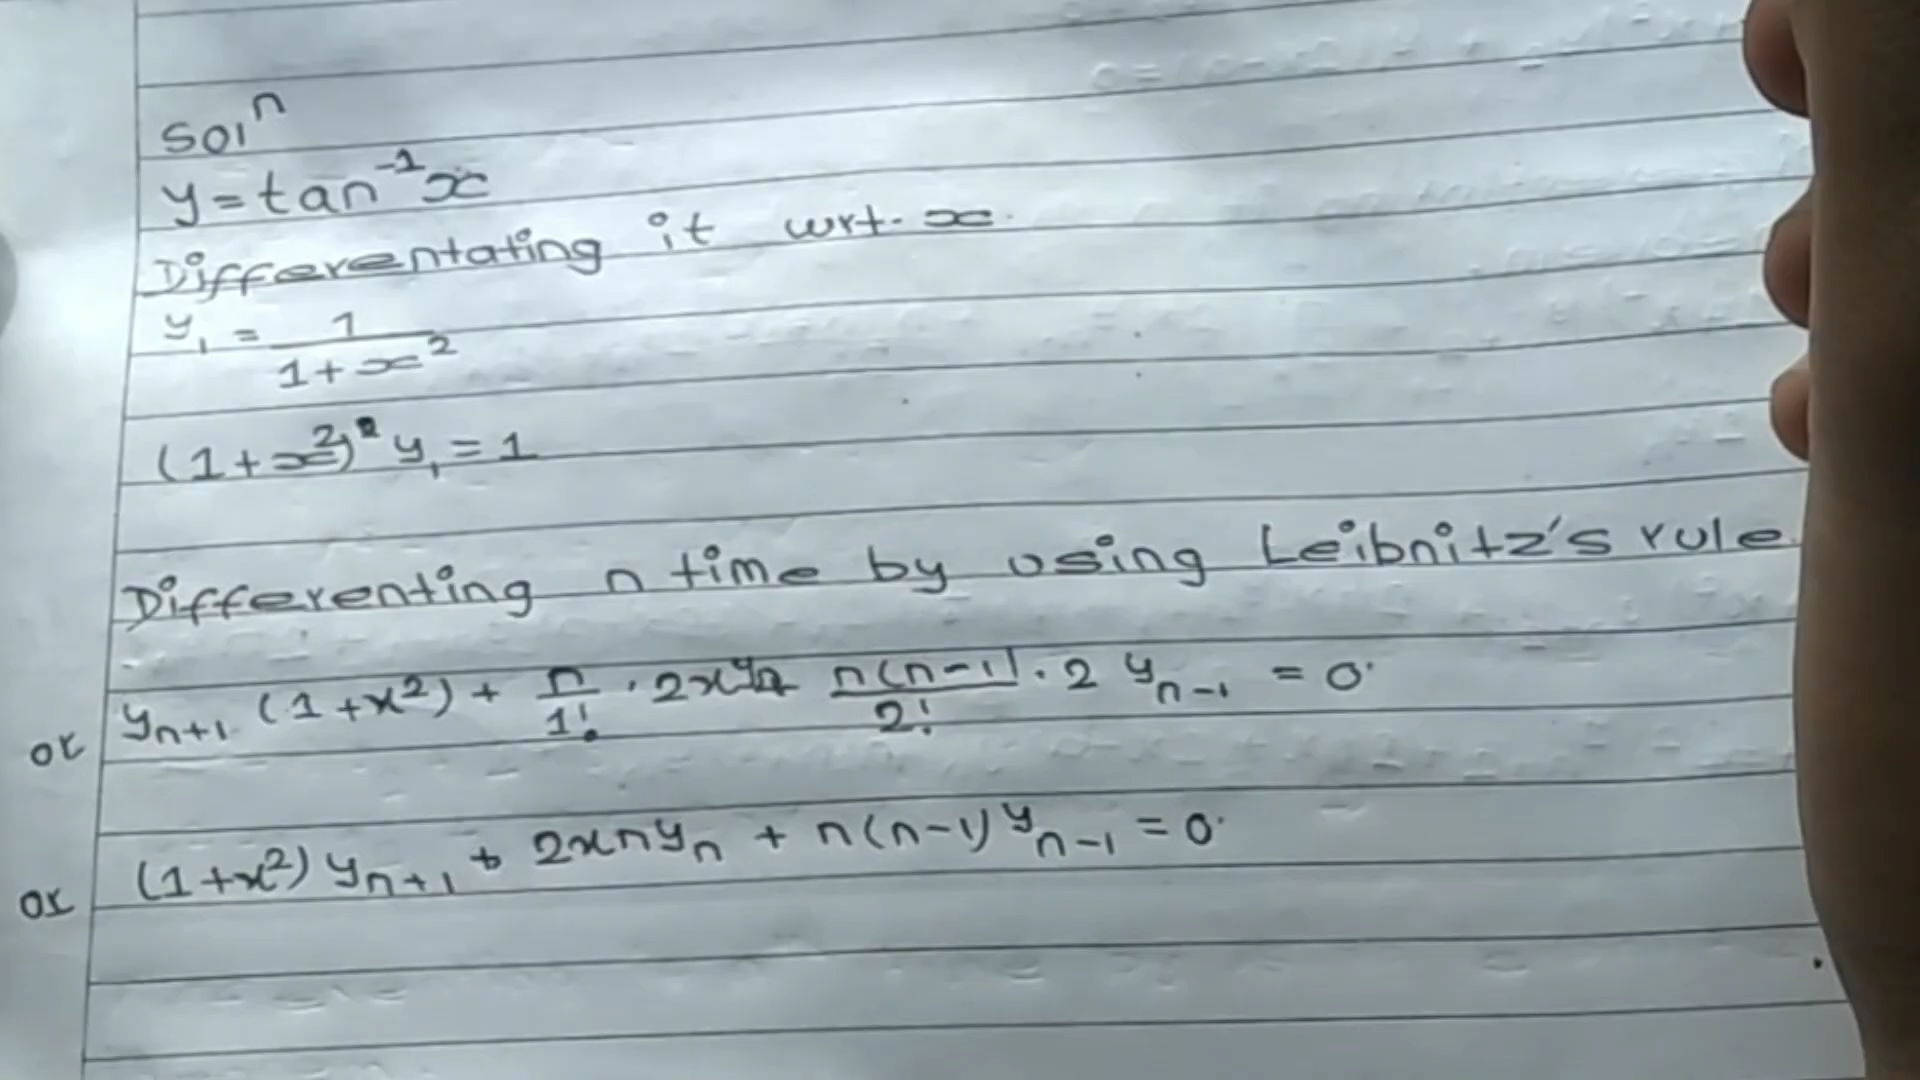 Solⁿ
y = tan⁻¹x
Differentating it wrt. x.
y₁ = 1/(1+x²)
(1+x²) y₁ = 1
Differenting n time by using Leibnitz's rule.
or yₙ₊₁ (1+x²) + n/1! · 2x yₙ + n(n-1)/2! · 2 yₙ₋₁ = 0.
or (1+x²) yₙ₊₁ + 2xnyₙ + n(n-1) yₙ₋₁ = 0.